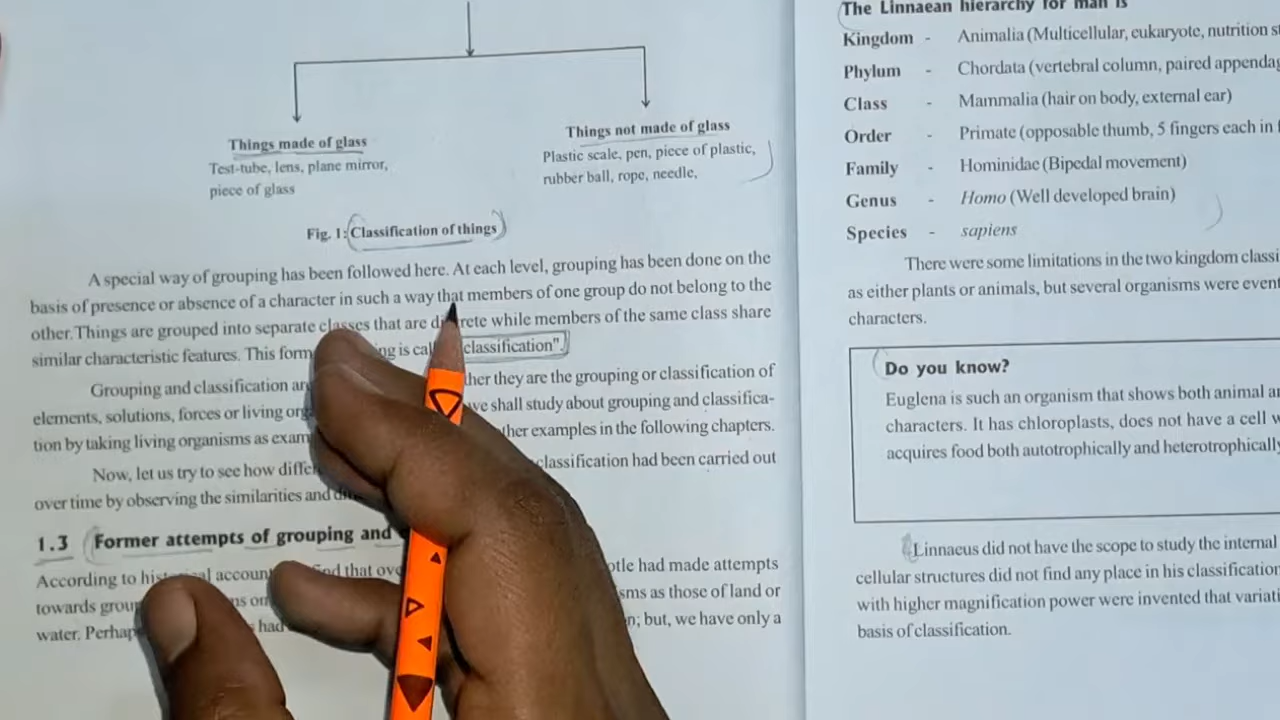 Things made of glass
Test-tube, lens, plane mirror,
piece of glass
Things not made of glass
Plastic scale, pen, piece of plastic,
rubber ball, rope, needle,
Fig. 1: Classification of things
A special way of grouping has been followed here. At each level, grouping has been done on the
basis of presence or absence of a character in such a way that members of one group do not belong to the
other. Things are grouped into separate classes that are discrete while members of the same class share
similar characteristic features. This form is called "classification".
Grouping and classification are they are the grouping or classification of
elements, solutions, forces or living we shall study about grouping and classifica-
tion by taking living organisms as other examples in the following chapters.
Now, let us try to see how classification had been carried out
over time by observing the similarities and
1.3 Former attempts of grouping and
According to that had made attempts
towards as those of land or
water. had but, we have only a
The Linnaean hierarchy for man is
Kingdom - Animalia (Multicellular, eukaryote, nutrition
Phylum - Chordata (vertebral column, paired
Class - Mammalia (hair on body, external ear)
Order - Primate (opposable thumb, 5 fingers each in
Family - Hominidae (Bipedal movement)
Genus - Homo (Well developed brain)
Species - sapiens
There were some limitations in the two kingdom
as either plants or animals, but several organisms were
characters.
Do you know?
Euglena is such an organism that shows both animal
characters. It has chloroplasts, does not have a cell
acquires food both autotrophically and heterotrophically
Linnaeus did not have the scope to study the internal
cellular structures did not find any place in his classification
with higher magnification power were invented that
basis of classification.